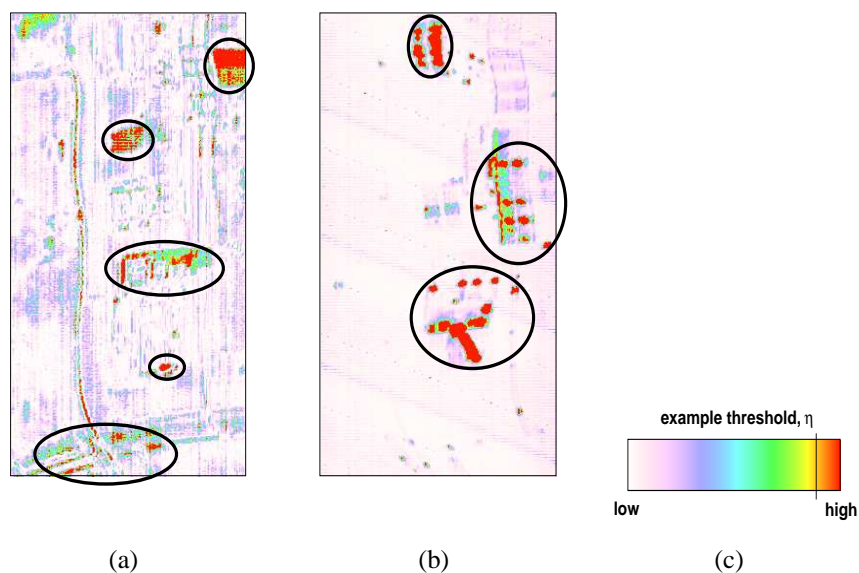 example threshold, η
low high
(a) (b) (c)